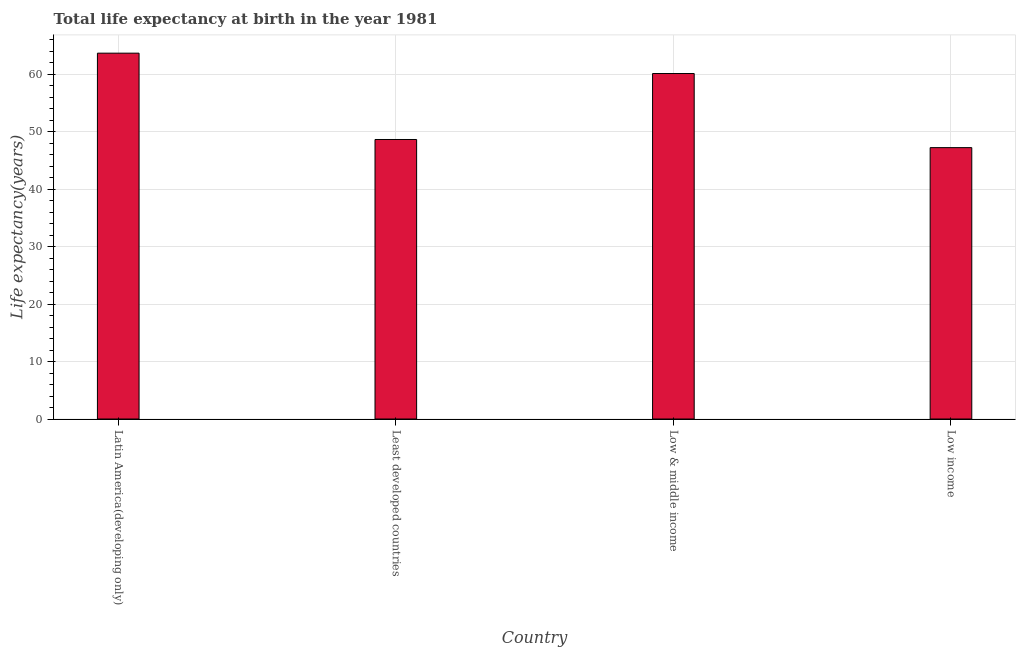 Total life expectancy at birth in the year 1981
Life expectancy(years)
60
50
40
30
20
10
0
Latin America(developing only)
Least developed countries
Low & middle income
Low income
Country